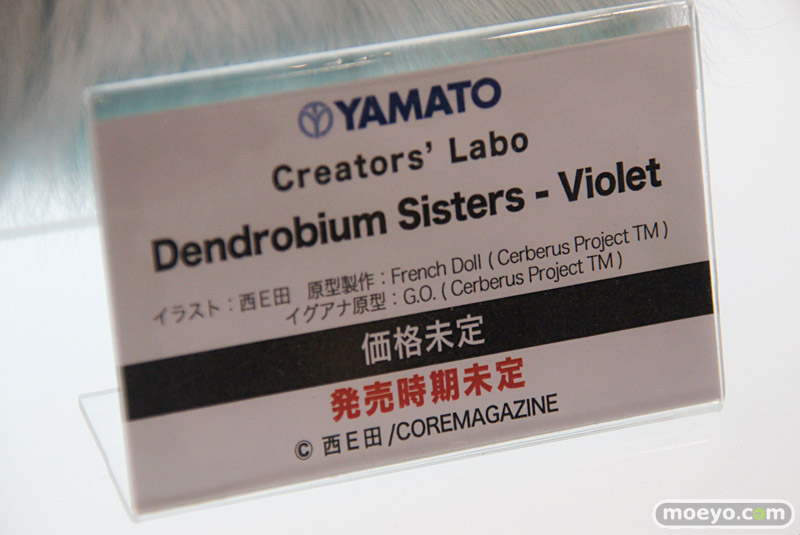 YAMATO
Creators' Labo
Dendrobium Sisters - Violet
イラスト：西E田 原型製作：French Doll ( Cerberus Project TM )
イグアナ原型：G.O. ( Cerberus Project TM )
価格未定
発売時期未定
© 西E田/COREMAGAZINE
moeyo.com